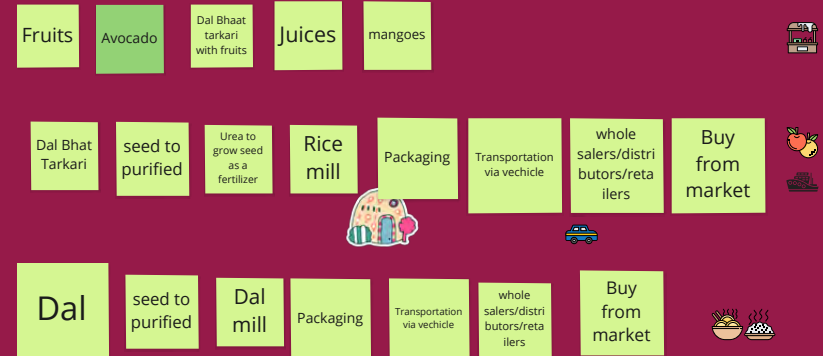 Fruits
Avocado
Dal Bhaat
tarkari
with fruits
Juices
mangoes
Dal Bhat
Tarkari
seed to
purified
Urea to
grow seed
as a
fertilizer
Rice
mill
Packaging
Transportation
via vechicle
whole
salers/distri
butors/reta
ilers
Buy
from
market
Dal
seed to
purified
Dal
mill
Packaging
Transportation
via vechicle
whole
salers/distri
butors/reta
ilers
Buy
from
market